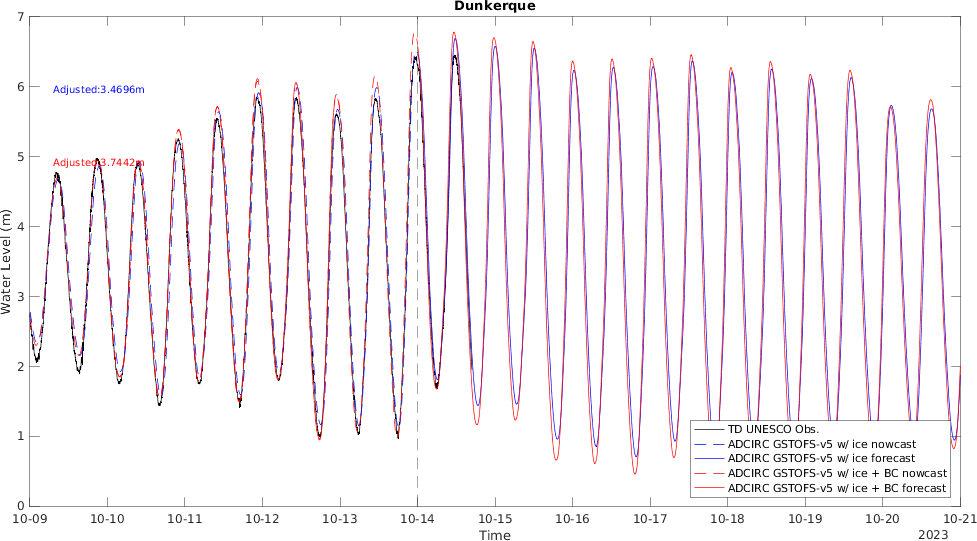 Dunkerque
Water Level (m)
7
6
5
4
3
2
1
0
Adjusted:3.4696m
Adjusted:3.7442m
TD UNESCO Obs.
ADCIRC GSTOFS-v5 w/ ice nowcast
ADCIRC GSTOFS-v5 w/ ice forecast
ADCIRC GSTOFS-v5 w/ ice + BC nowcast
ADCIRC GSTOFS-v5 w/ ice + BC forecast
10-09 10-10 10-11 10-12 10-13 10-14 10-15 10-16 10-17 10-18 10-19 10-20 10-21
Time
2023